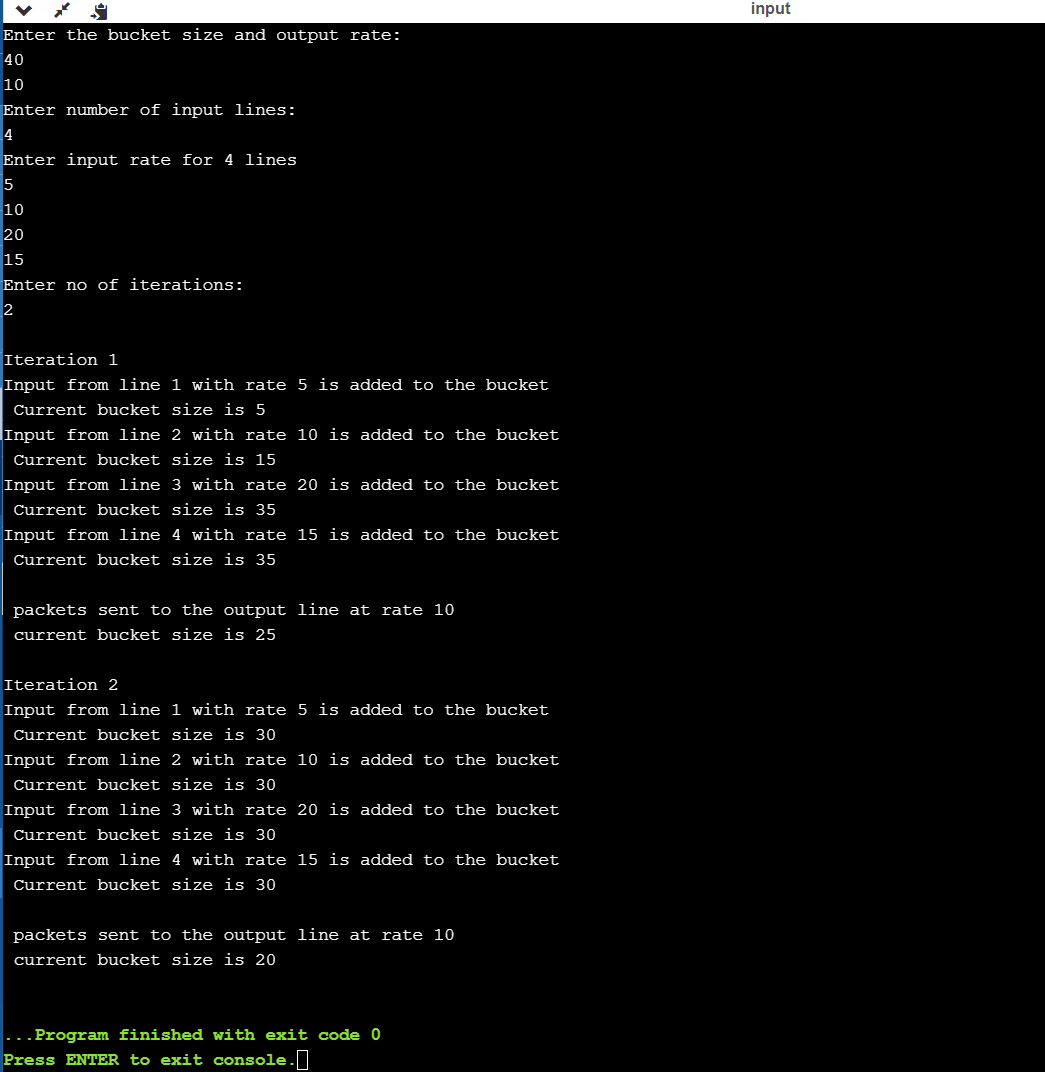 input
Enter the bucket size and output rate:
40
10
Enter number of input lines:
4
Enter input rate for 4 lines
5
10
20
15
Enter no of iterations:
2
Iteration 1
Input from line 1 with rate 5 is added to the bucket
Current bucket size is 5
Input from line 2 with rate 10 is added to the bucket
Current bucket size is 15
Input from line 3 with rate 20 is added to the bucket
Current bucket size is 35
Input from line 4 with rate 15 is added to the bucket
Current bucket size is 35
packets sent to the output line at rate 10
current bucket size is 25
Iteration 2
Input from line 1 with rate 5 is added to the bucket
Current bucket size is 30
Input from line 2 with rate 10 is added to the bucket
Current bucket size is 30
Input from line 3 with rate 20 is added to the bucket
Current bucket size is 30
Input from line 4 with rate 15 is added to the bucket
Current bucket size is 30
packets sent to the output line at rate 10
current bucket size is 20
...Program finished with exit code 0
Press ENTER to exit console.